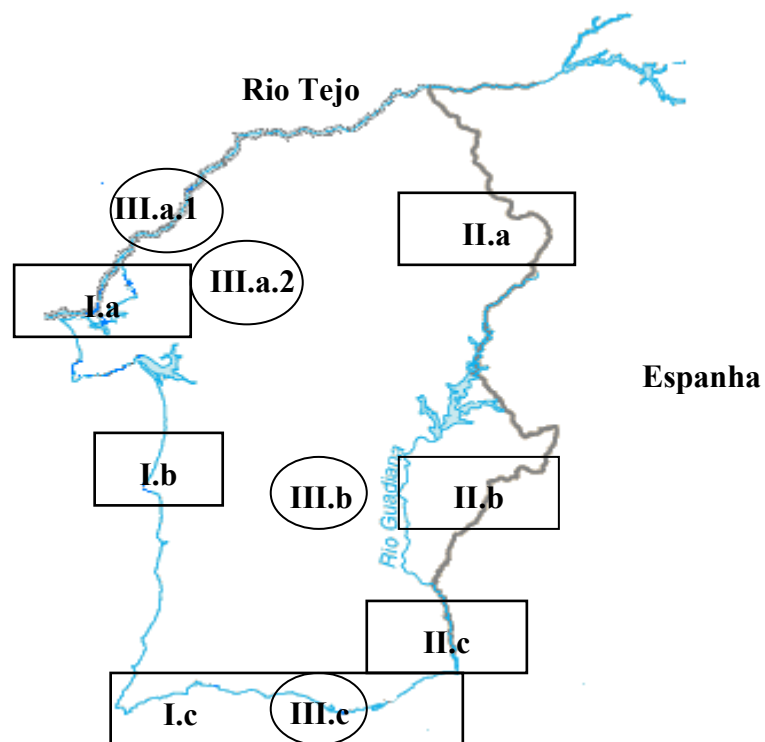 Rio Tejo
III.a.1
II.a
III.a.2
I.a
Espanha
I.b
III.b
II.b
Rio Guadiana
II.c
I.c
III.c